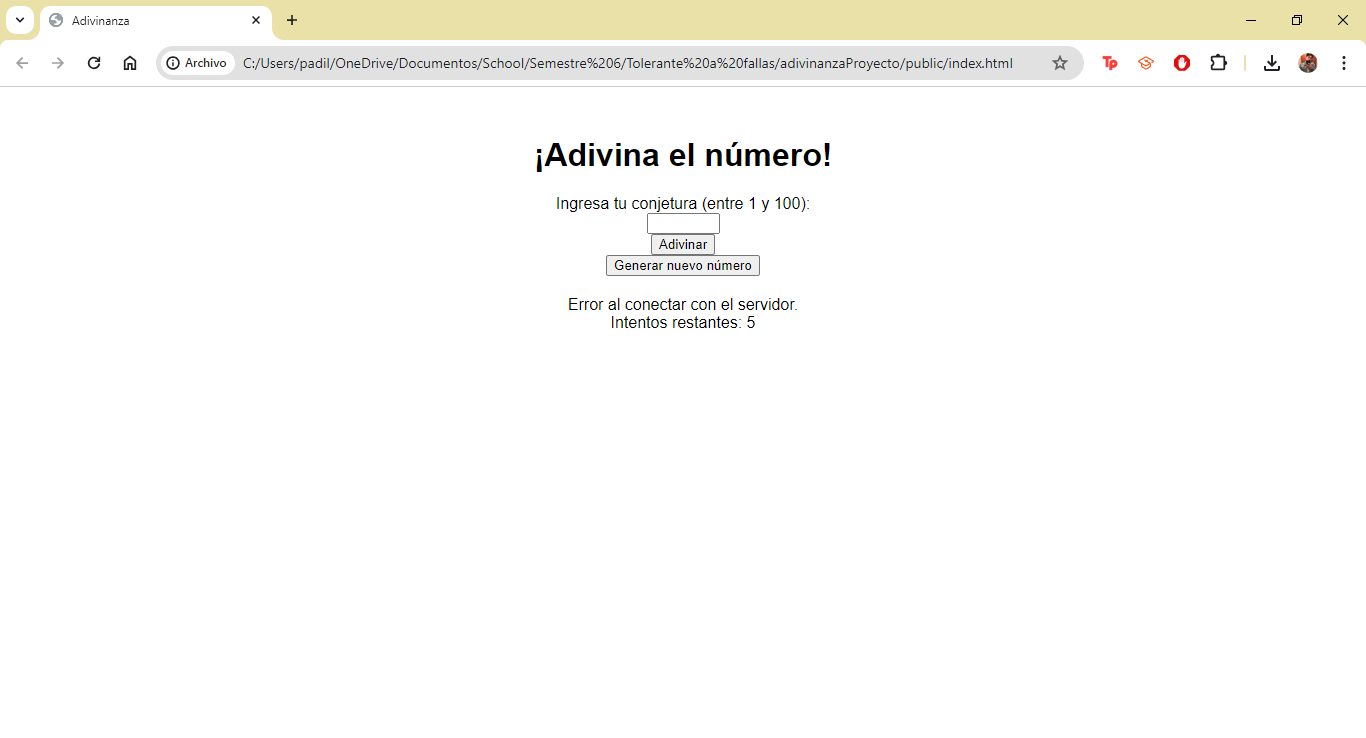 Adivinanza
Archivo
C:/Users/padil/OneDrive/Documentos/School/Semestre%206/Tolerante%20a%20fallas/adivinanzaProyecto/public/index.html
Tp
¡Adivina el número!
Ingresa tu conjetura (entre 1 y 100):
Adivinar
Generar nuevo número
Error al conectar con el servidor.
Intentos restantes: 5